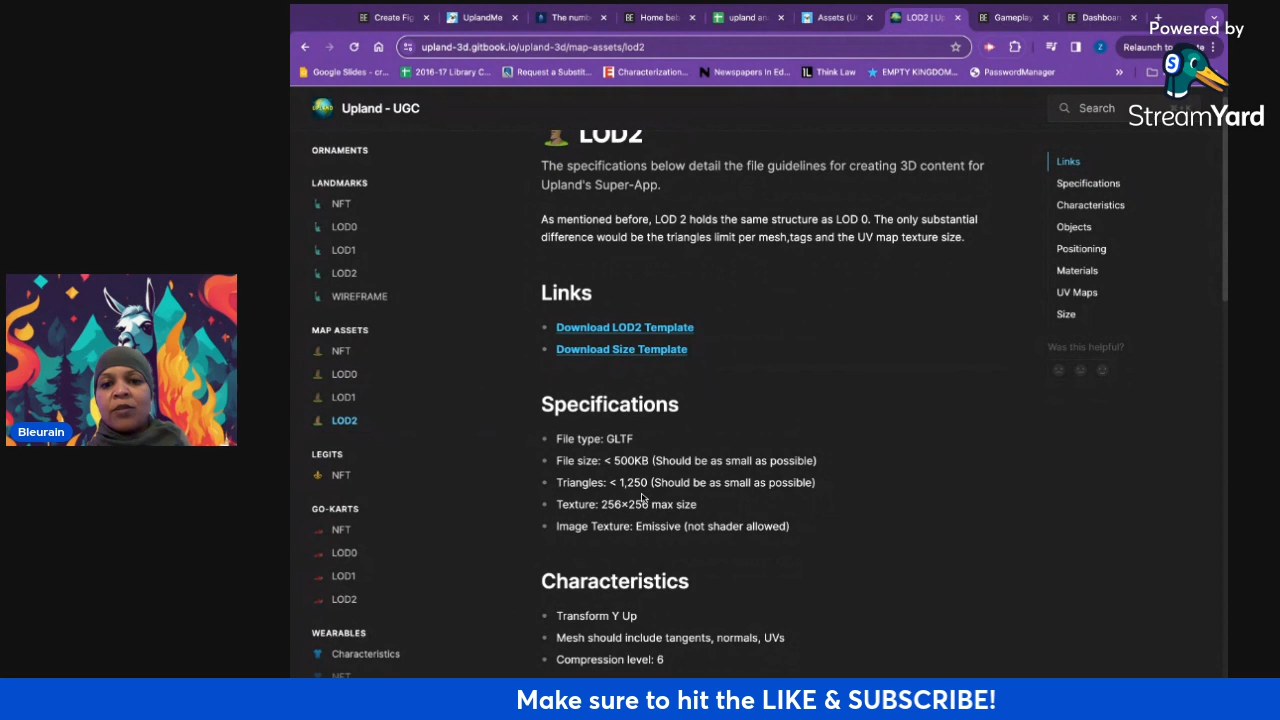 Create Fig
UplandMe
The numb
Home beb
upland an
Assets (U
LOD2 | Up
Gameplay
Dashboar
upland-3d.gitbook.io/upland-3d/map-assets/lod2
Relaunch to
Google Slides - cr...
2016-17 Library C...
Request a Substit...
Characterization...
Newspapers In Ed...
Think Law
EMPTY KINGDOM...
PasswordManager
Powered by
StreamYard
Upland - UGC
Search
ORNAMENTS
LANDMARKS
NFT
LOD0
LOD1
LOD2
WIREFRAME
MAP ASSETS
NFT
LOD0
LOD1
LOD2
LEGITS
NFT
GO-KARTS
NFT
LOD0
LOD1
LOD2
WEARABLES
Characteristics
NFT
LOD2
The specifications below detail the file guidelines for creating 3D content for
Upland's Super-App.
As mentioned before, LOD 2 holds the same structure as LOD 0. The only substantial
difference would be the triangles limit per mesh,tags and the UV map texture size.
Links
Download LOD2 Template
Download Size Template
Specifications
File type: GLTF
File size: < 500KB (Should be as small as possible)
Triangles: < 1,250 (Should be as small as possible)
Texture: 256x256 max size
Image Texture: Emissive (not shader allowed)
Characteristics
Transform Y Up
Mesh should include tangents, normals, UVs
Compression level: 6
Links
Specifications
Characteristics
Objects
Positioning
Materials
UV Maps
Size
Was this helpful?
Bleurain
Make sure to hit the LIKE & SUBSCRIBE!